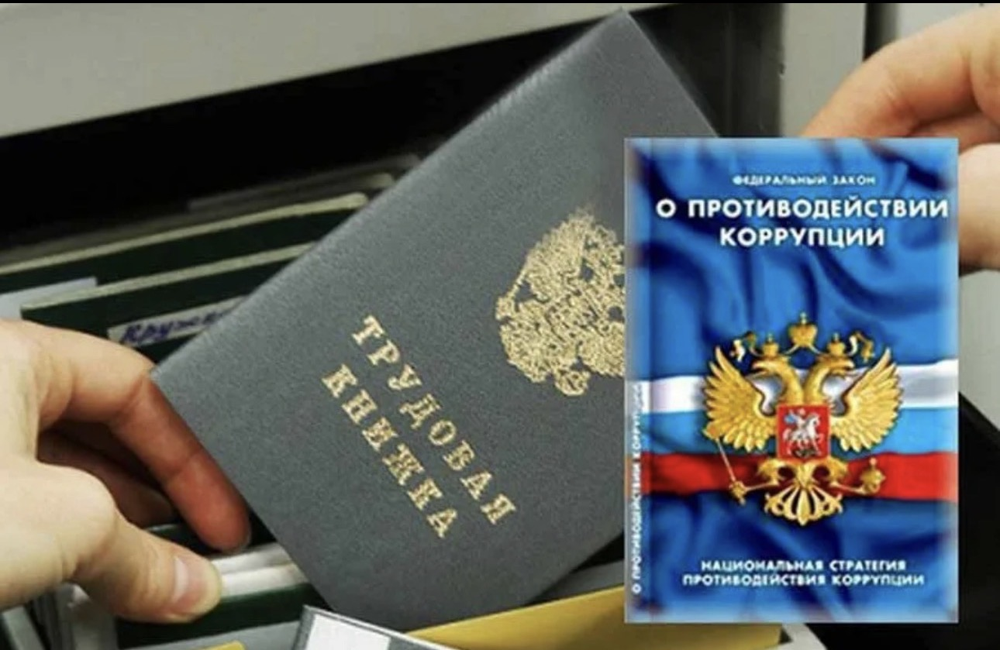 ТРУДОВАЯ
КНИЖКА
ФЕДЕРАЛЬНЫЙ ЗАКОН
О ПРОТИВОДЕЙСТВИИ
КОРРУПЦИИ
О ПРОТИВОДЕЙСТВИИ КОРРУПЦИИ
НАЦИОНАЛЬНАЯ СТРАТЕГИЯ
ПРОТИВОДЕЙСТВИЯ КОРРУПЦИИ